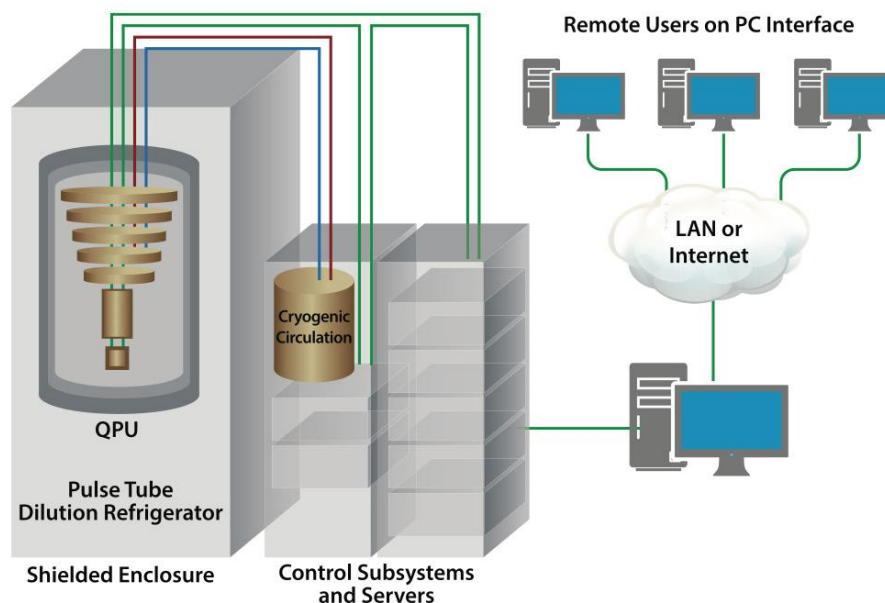 Remote Users on PC Interface
LAN or
Internet
Cryogenic
Circulation
QPU
Pulse Tube
Dilution Refrigerator
Shielded Enclosure
Control Subsystems
and Servers